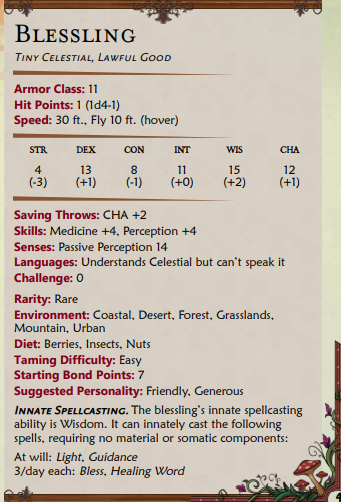 BLESSLING
TINY CELESTIAL, LAWFUL GOOD
Armor Class: 11
Hit Points: 1 (1d4-1)
Speed: 30 ft., Fly 10 ft. (hover)
STR DEX CON INT WIS CHA
4 13 8 11 15 12
(-3) (+1) (-1) (+0) (+2) (+1)
Saving Throws: CHA +2
Skills: Medicine +4, Perception +4
Senses: Passive Perception 14
Languages: Understands Celestial but can't speak it
Challenge: 0
Rarity: Rare
Environment: Coastal, Desert, Forest, Grasslands,
Mountain, Urban
Diet: Berries, Insects, Nuts
Taming Difficulty: Easy
Starting Bond Points: 7
Suggested Personality: Friendly, Generous
INNATE SPELLCASTING. The blessling's innate spellcasting
ability is Wisdom. It can innately cast the following
spells, requiring no material or somatic components:
At will: Light, Guidance
3/day each: Bless, Healing Word